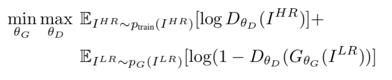 min max 𝔼_{I^{HR}∼p_{train}(I^{HR})}[log D_{θ_D}(I^{HR})]+
θ_G θ_D
𝔼_{I^{LR}∼p_G(I^{LR})}[log(1 − D_{θ_D}(G_{θ_G}(I^{LR}))]